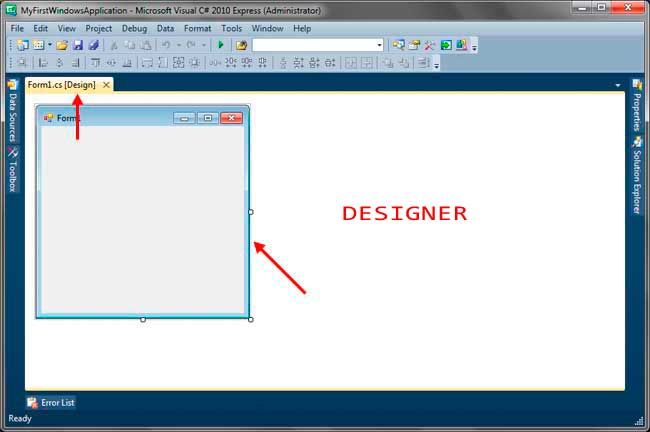 MyFirstWindowsApplication - Microsoft Visual C# 2010 Express (Administrator)
File Edit View Project Debug Data Format Tools Window Help
Form1.cs [Design]
Data Sources
Toolbox
Form1
DESIGNER
Properties
Solution Explorer
Error List
Ready